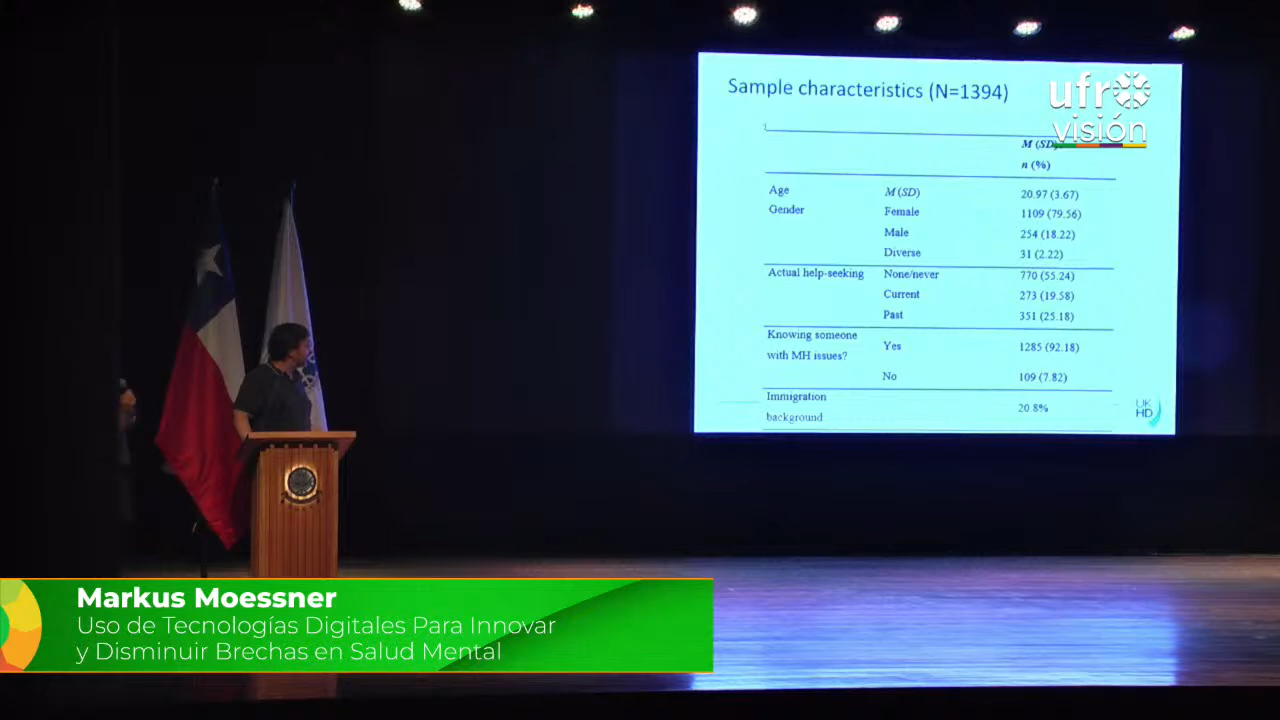 Sample characteristics (N=1394)
ufro
visión
M (SD)
n (%)
Age M (SD) 20.97 (3.67)
Gender Female 1109 (79.56)
Male 254 (18.22)
Diverse 31 (2.22)
Actual help-seeking None/never 770 (55.24)
Current 273 (19.58)
Past 351 (25.18)
Knowing someone
with MH issues? Yes 1285 (92.18)
No 109 (7.82)
Immigration
background 20.8%
UK
HD
Markus Moessner
Uso de Tecnologías Digitales Para Innovar
y Disminuir Brechas en Salud Mental